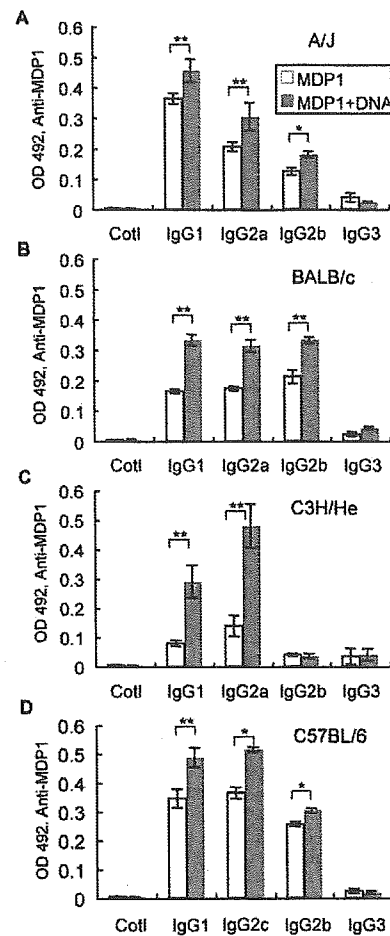 A
A/J
OD 492, Anti-MDP1
0.6
0.5
0.4
0.3
0.2
0.1
0
**
**
*
MDP1
MDP1+DNA
Cotl IgG1 IgG2a IgG2b IgG3
B
BALB/c
OD 492, Anti-MDP1
0.6
0.5
0.4
0.3
0.2
0.1
0
** ** **
Cotl IgG1 IgG2a IgG2b IgG3
C
C3H/He
OD 492, Anti-MDP1
0.6
0.5
0.4
0.3
0.2
0.1
0
**
**
Cotl IgG1 IgG2a IgG2b IgG3
D
C57BL/6
OD 492, Anti-MDP1
0.6
0.5
0.4
0.3
0.2
0.1
0
**
*
*
Cotl IgG1 IgG2c IgG2b IgG3